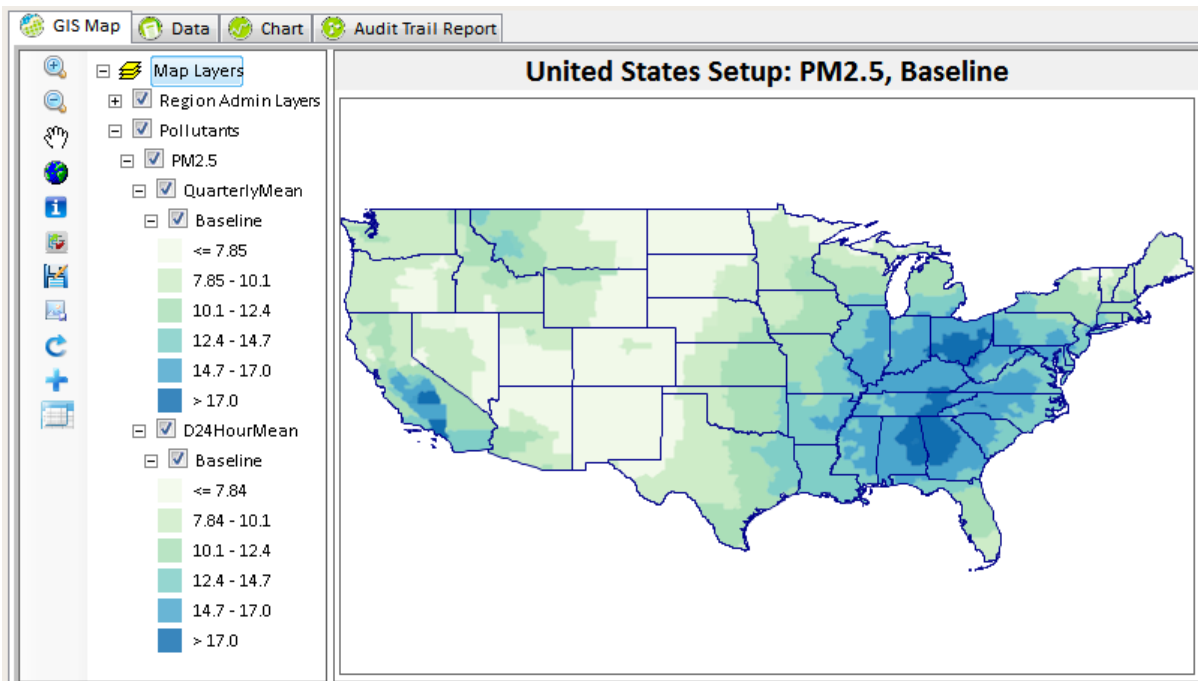 GIS Map Data Chart Audit Trail Report
Map Layers
Region Admin Layers
Pollutants
PM2.5
QuarterlyMean
Baseline
<= 7.85
7.85 - 10.1
10.1 - 12.4
12.4 - 14.7
14.7 - 17.0
> 17.0
D24HourMean
Baseline
<= 7.84
7.84 - 10.1
10.1 - 12.4
12.4 - 14.7
14.7 - 17.0
> 17.0
United States Setup: PM2.5, Baseline